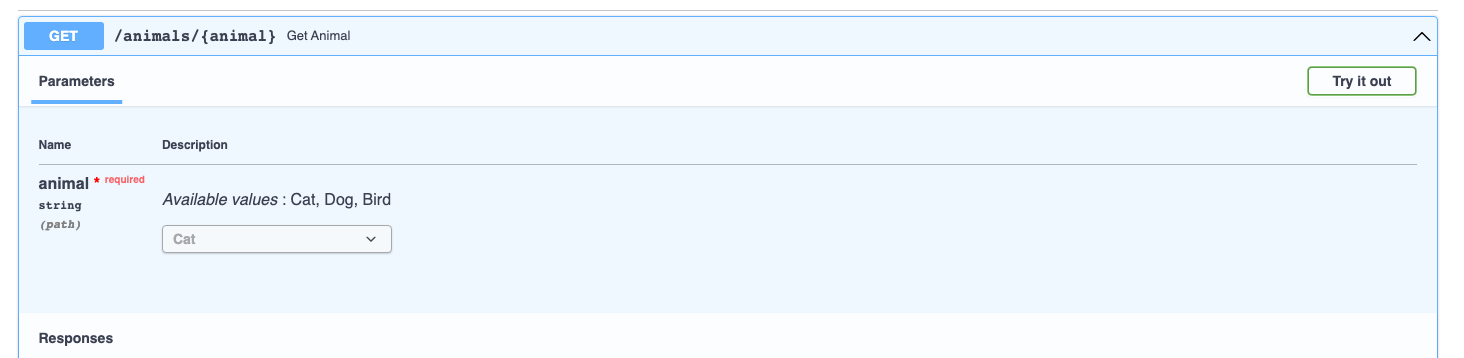 GET /animals/{animal} Get Animal
Parameters
Try it out
Name Description
animal * required
string
(path)
Available values : Cat, Dog, Bird
Cat
Responses